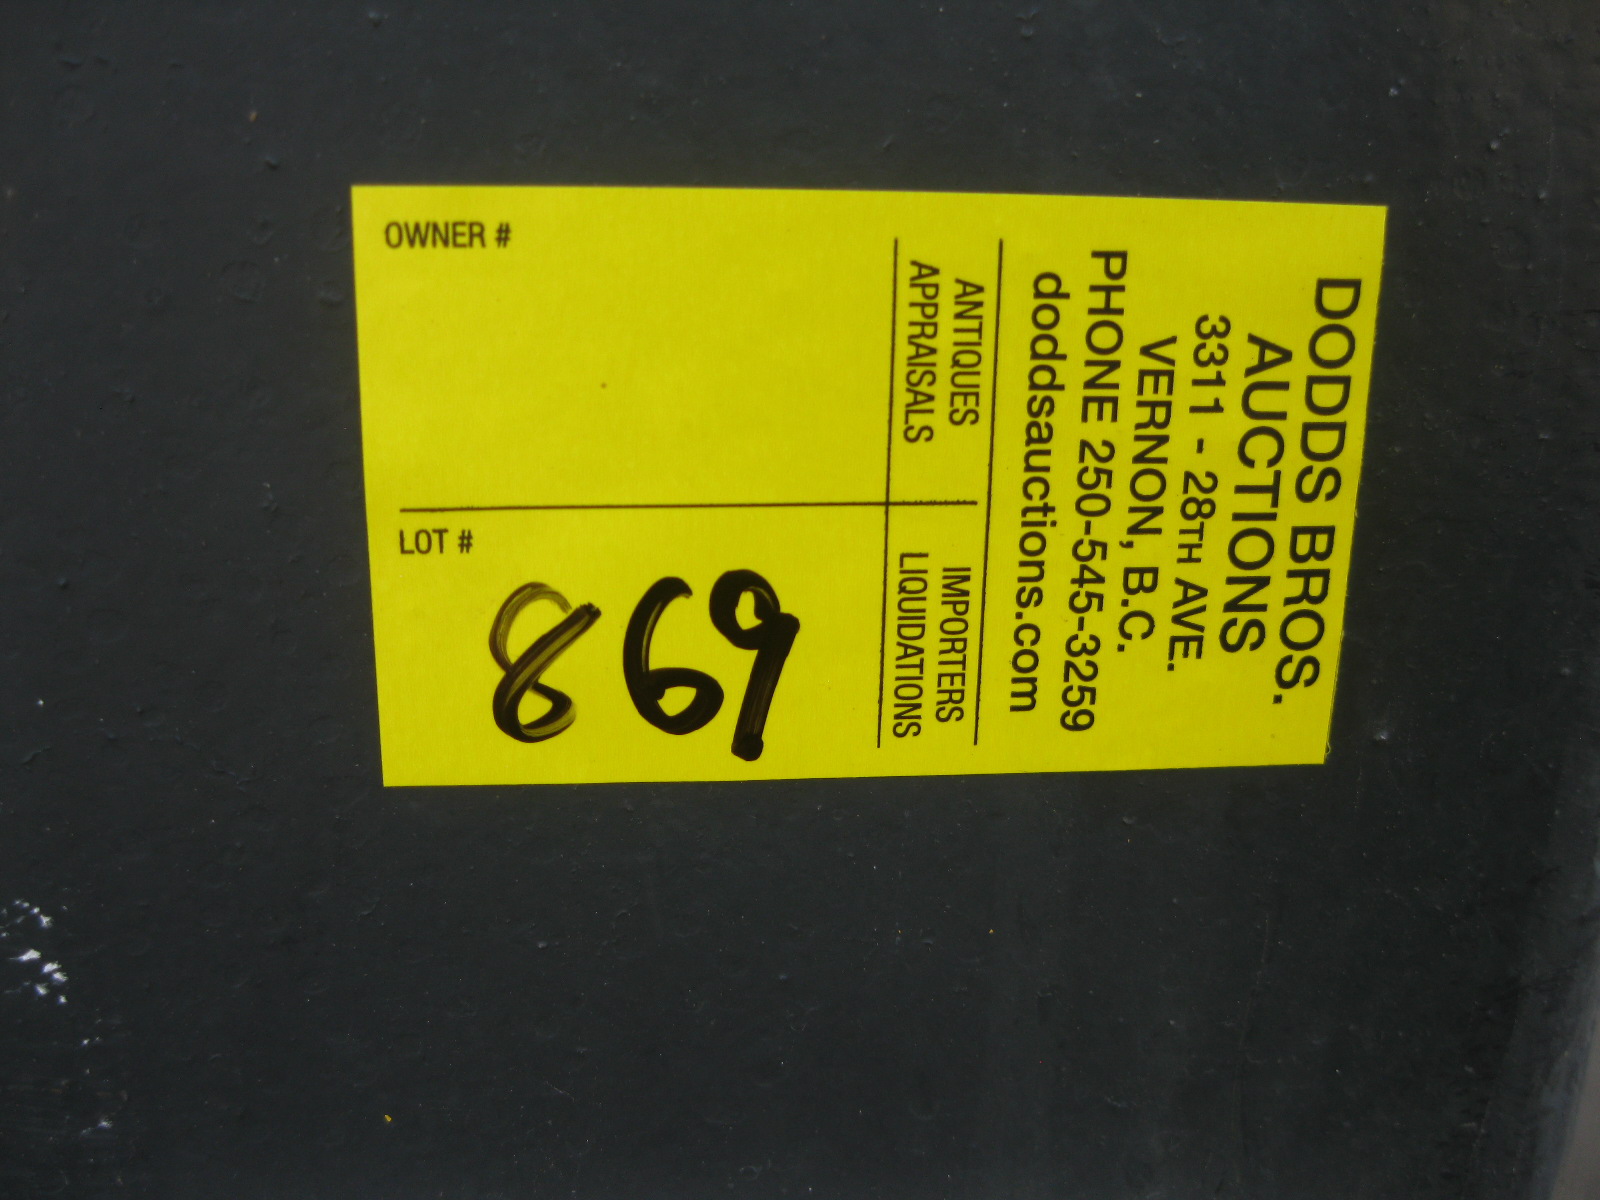 DODDS BROS.
AUCTIONS
3311 - 28TH AVE.
VERNON, B.C.
PHONE 250-545-3259
doddsauctions.com
ANTIQUES
APPRAISALS
IMPORTERS
LIQUIDATIONS
OWNER #
LOT #
869